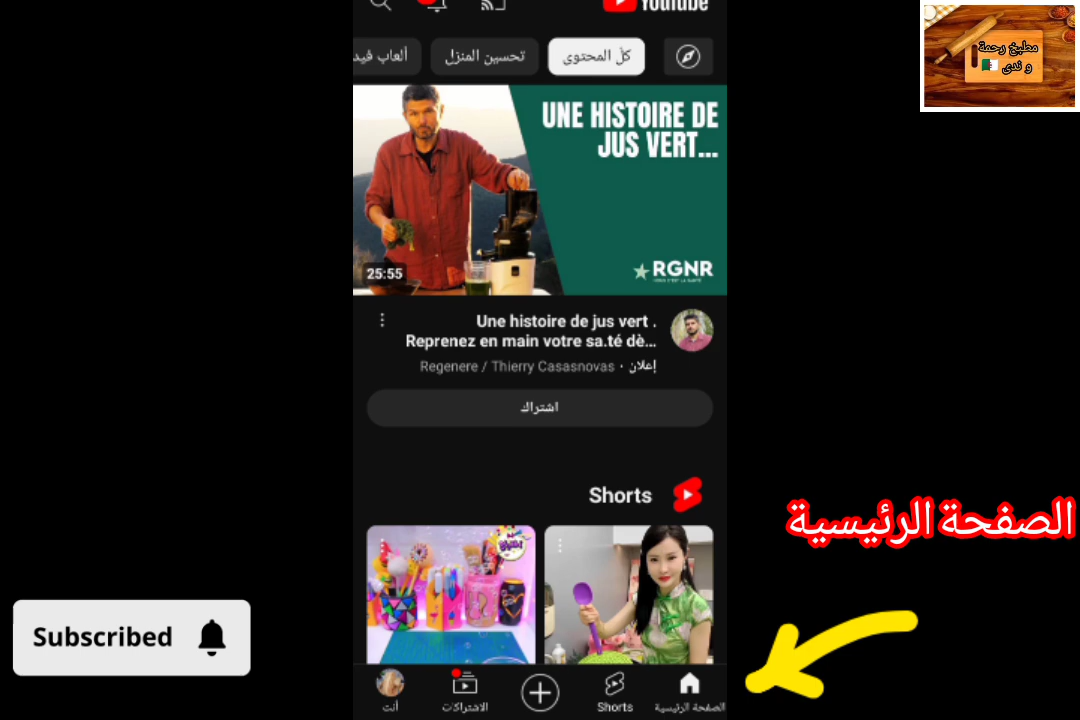 YouTube
كلّ المحتوى
تحسين المنزل
ألعاب فيد
UNE HISTOIRE DE
JUS VERT...
RGNR
25:55
Une histoire de jus vert .
Reprenez en main votre sa.té dè...
إعلان · Regenere / Thierry Casasnovas
اشتراك
Shorts
الصفحة الرئيسية
Shorts
الاشتراكات
أنت
مطبخ رحمة
و ندى
الصفحة الرئيسية
Subscribed